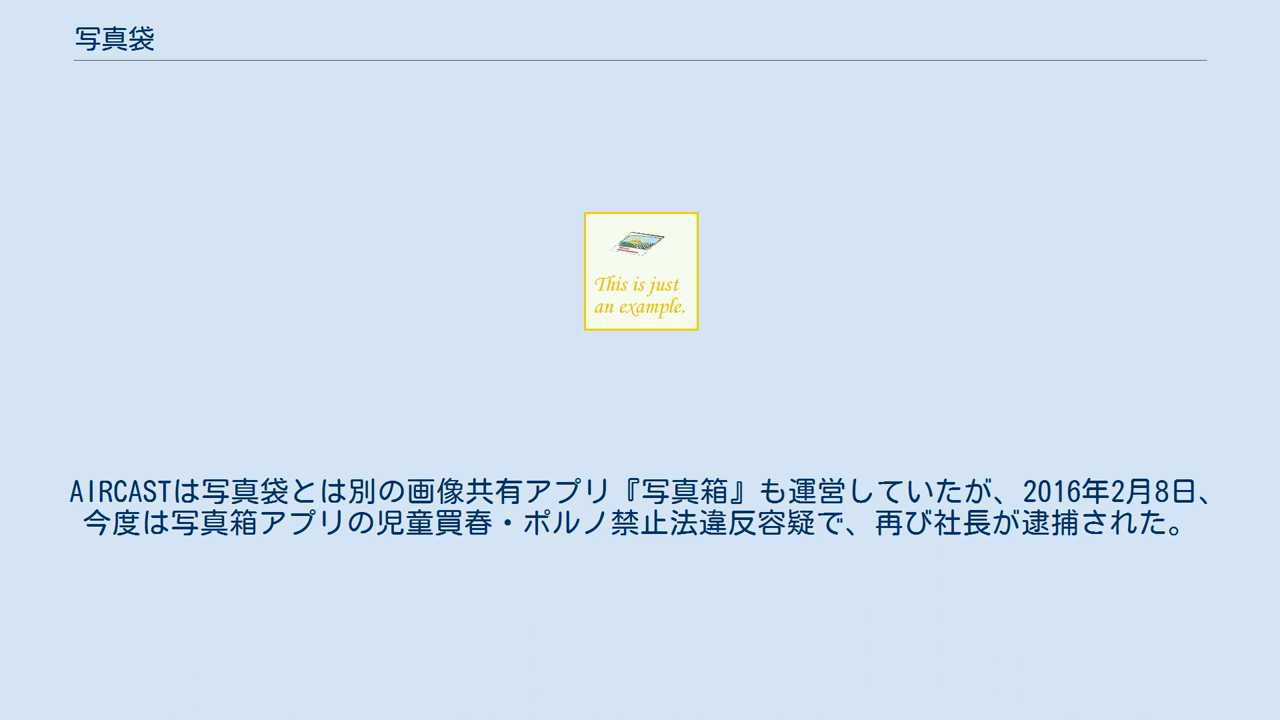 写真袋
This is just
an example.
AIRCASTは写真袋とは別の画像共有アプリ『写真箱』も運営していたが、2016年2月8日、
今度は写真箱アプリの児童買春・ポルノ禁止法違反容疑で、再び社長が逮捕された。